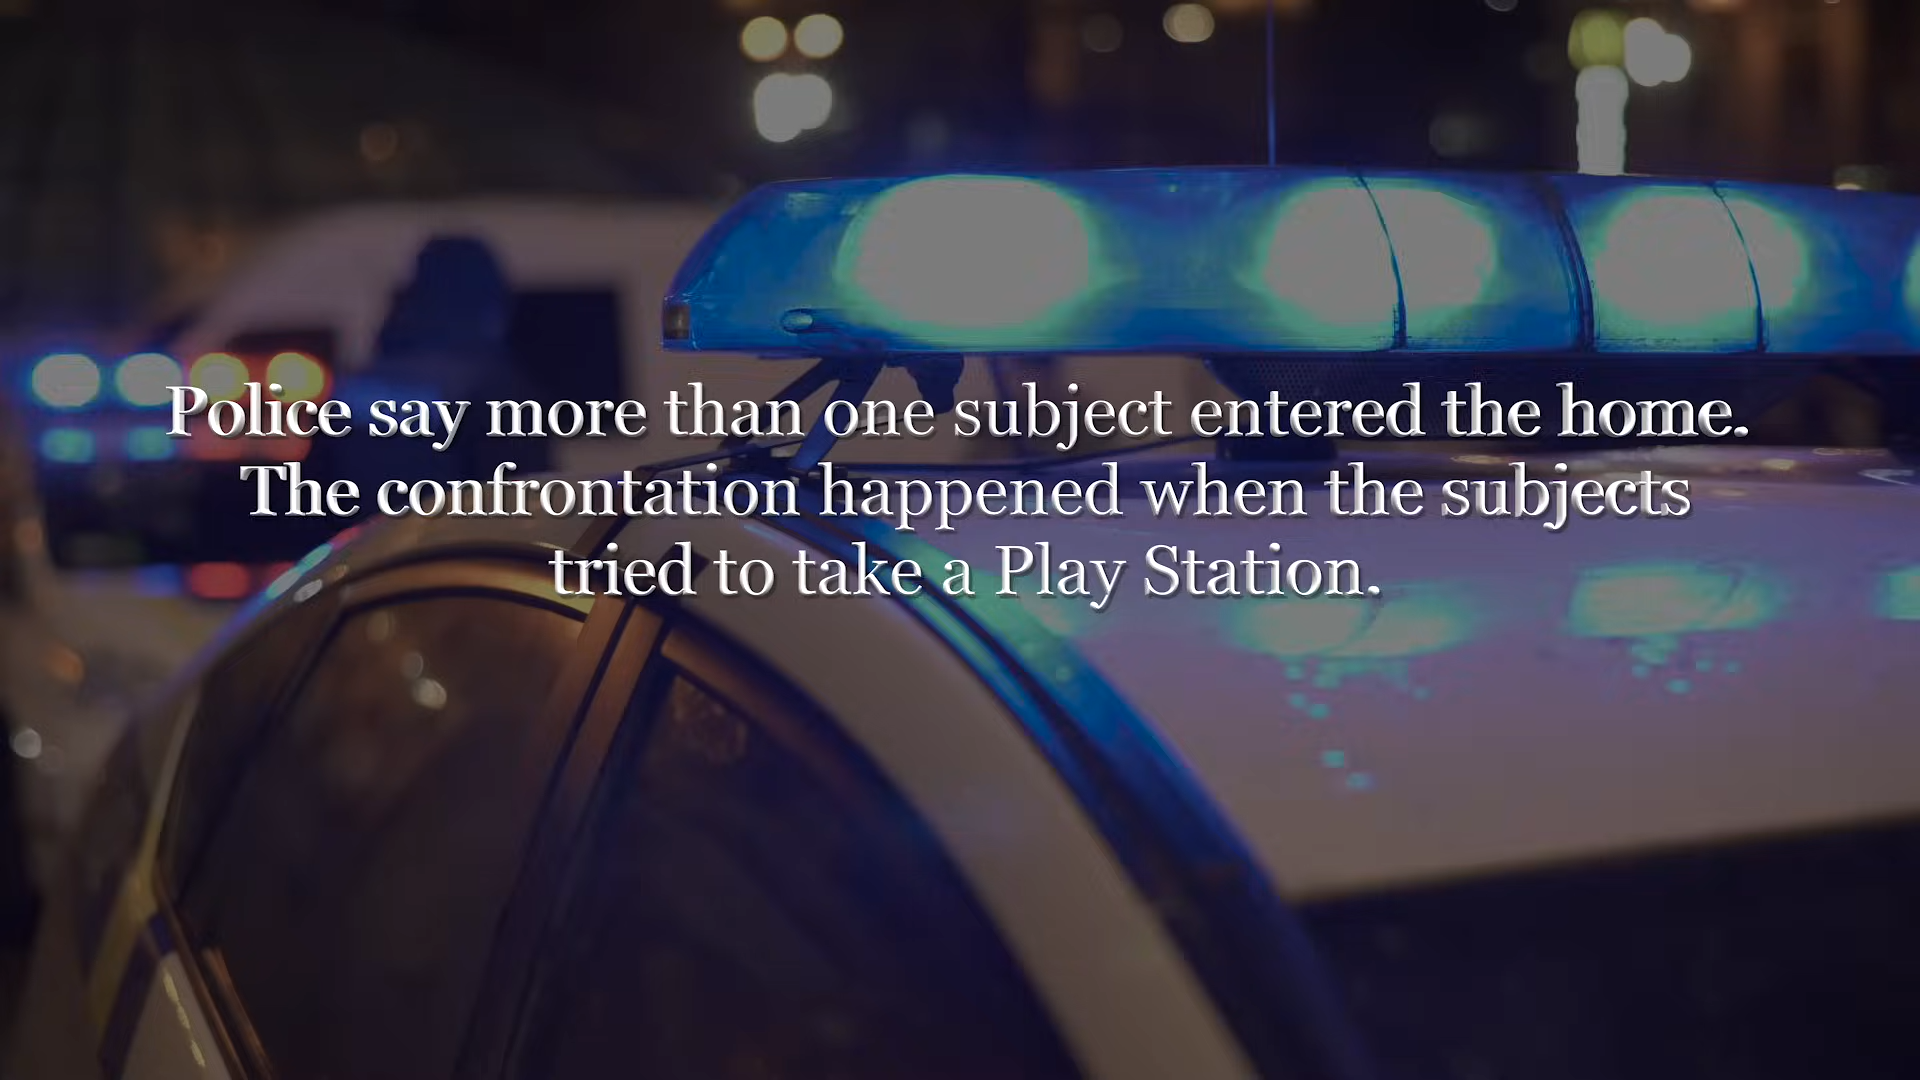 Police say more than one subject entered the home.
The confrontation happened when the subjects
tried to take a Play Station.